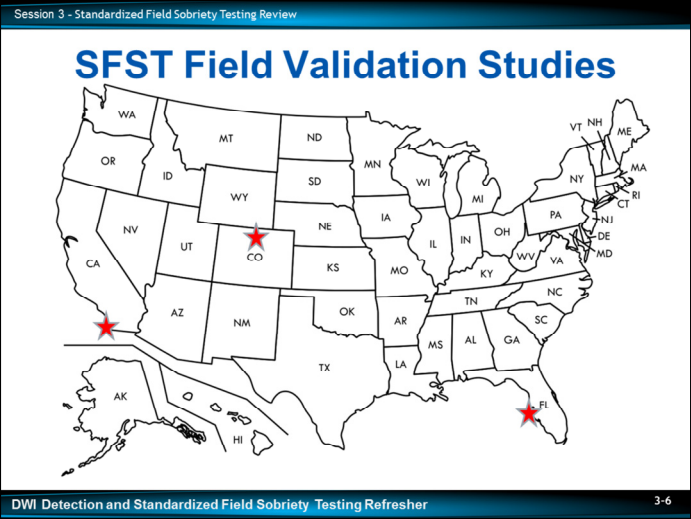 Session 3 - Standardized Field Sobriety Testing Review
SFST Field Validation Studies
WA
MT
ND
MN
VT
NH
ME
OR
ID
SD
WI
NY
MA
WY
MI
RI
CT
NV
NE
IA
PA
NJ
UT
CO
IL
IN
OH
DE
CA
KS
MO
WV
VA
MD
KY
AZ
NM
OK
AR
TN
NC
SC
TX
LA
MS
AL
GA
AK
HI
FL
DWI Detection and Standardized Field Sobriety Testing Refresher
3-6